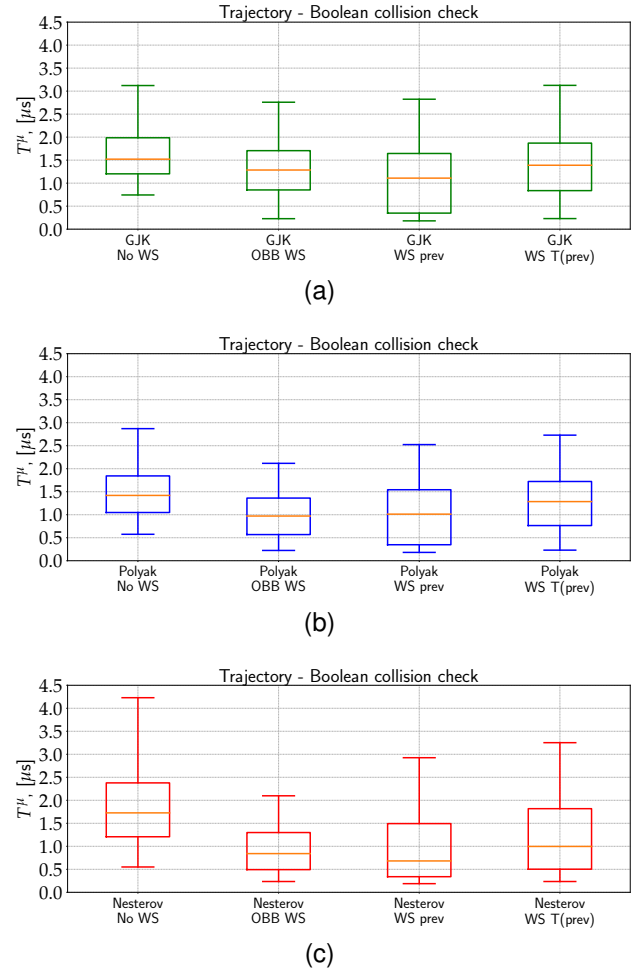 Trajectory - Boolean collision check
4.5
4.0
3.5
3.0
2.5
2.0
1.5
1.0
0.5
0.0
T^μ, [μs]
GJK GJK GJK GJK
No WS OBB WS WS prev WS T(prev)
(a)
Trajectory - Boolean collision check
4.5
4.0
3.5
3.0
2.5
2.0
1.5
1.0
0.5
0.0
T^μ, [μs]
Polyak Polyak Polyak Polyak
No WS OBB WS WS prev WS T(prev)
(b)
Trajectory - Boolean collision check
4.5
4.0
3.5
3.0
2.5
2.0
1.5
1.0
0.5
0.0
T^μ, [μs]
Nesterov Nesterov Nesterov Nesterov
No WS OBB WS WS prev WS T(prev)
(c)